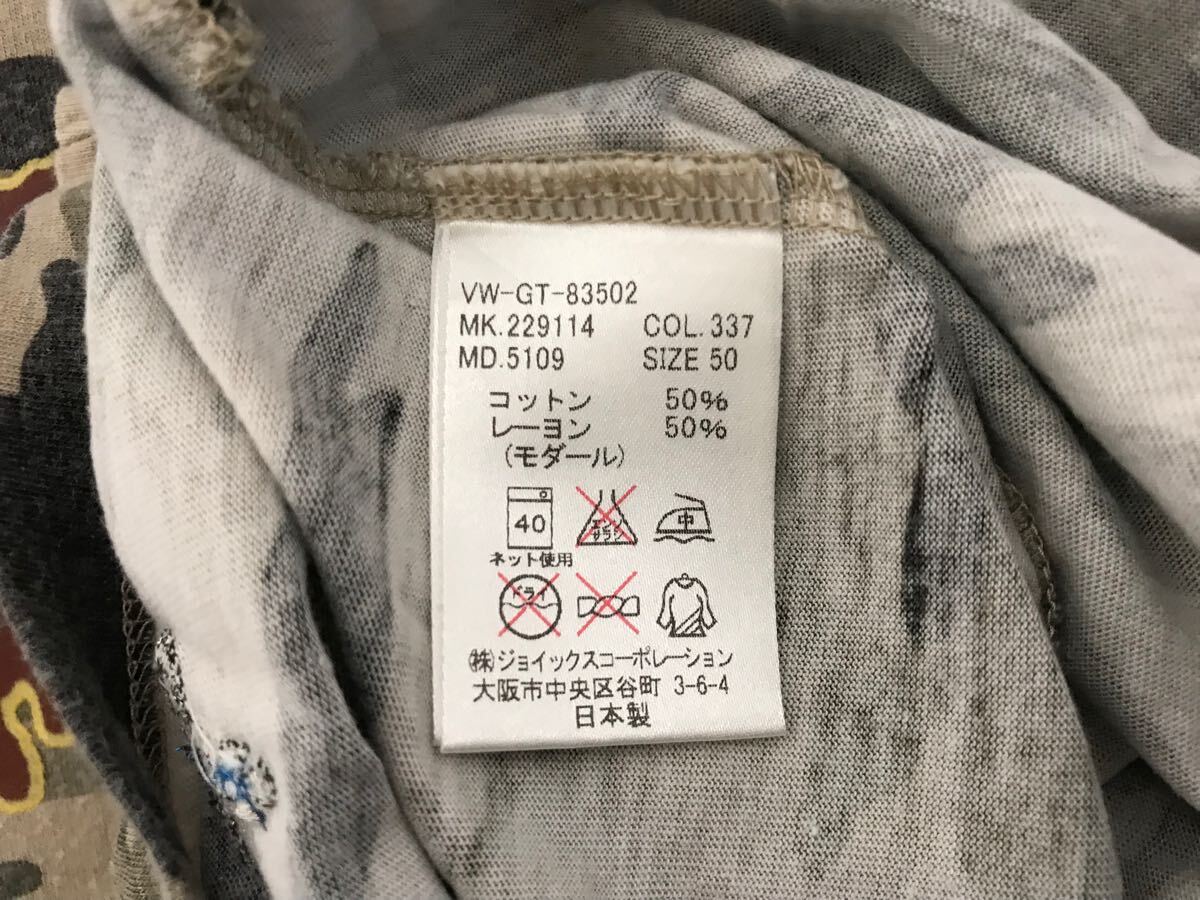 VW-GT-83502
MK.229114 COL.337
MD.5109 SIZE 50
コットン 50%
レーヨン 50%
(モダール)
40 エンソサラシ 中
ネット使用
ドライ
㈱ジョイックスコーポレーション
大阪市中央区谷町 3-6-4
日本製